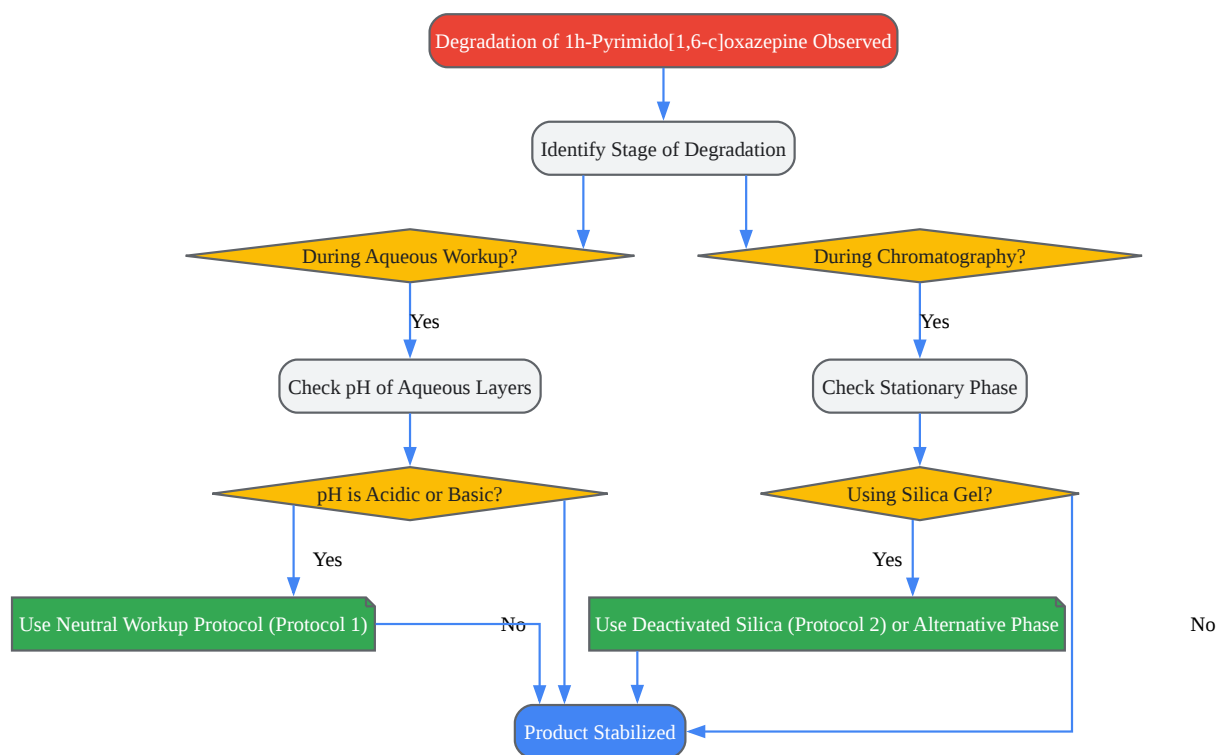 Degradation of 1h-Pyrimido[1,6-c]oxazepine Observed
Identify Stage of Degradation
During Aqueous Workup?
During Chromatography?
Yes
Yes
Check pH of Aqueous Layers
Check Stationary Phase
pH is Acidic or Basic?
Using Silica Gel?
Yes
Yes
Use Neutral Workup Protocol (Protocol 1)
No
Use Deactivated Silica (Protocol 2) or Alternative Phase
No
Product Stabilized